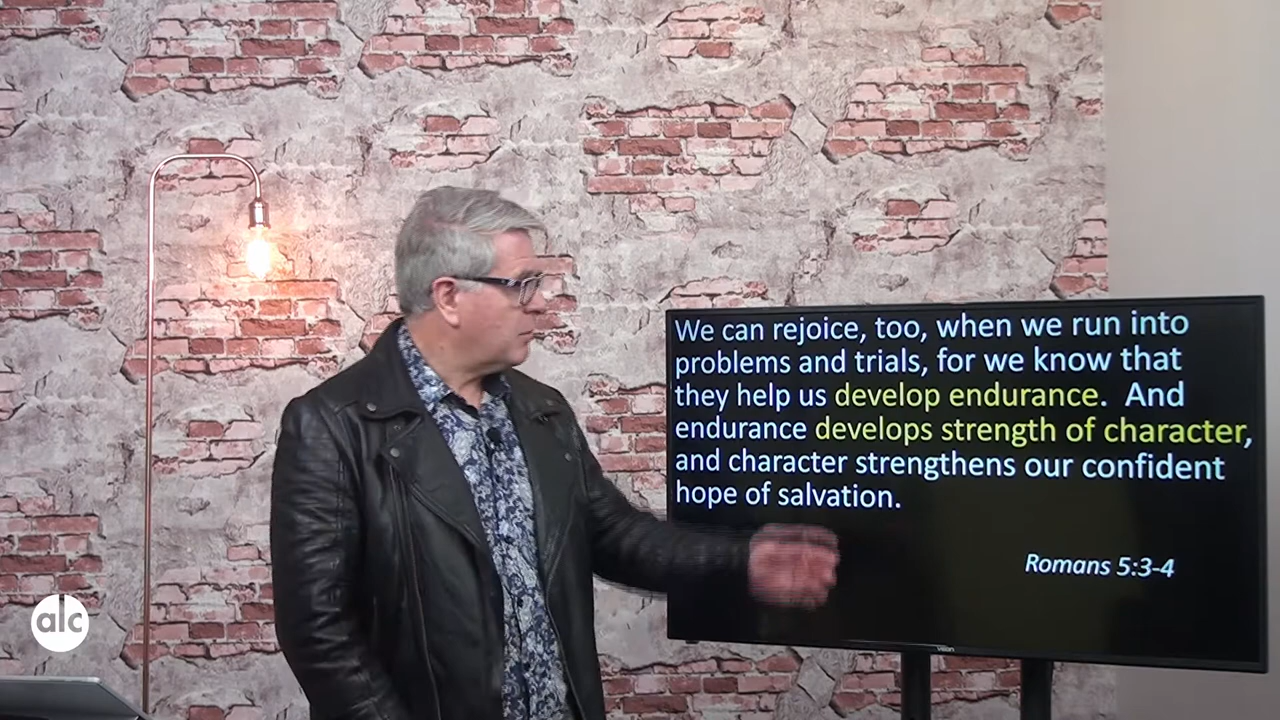 We can rejoice, too, when we run into
problems and trials, for we know that
they help us develop endurance.  And
endurance develops strength of character,
and character strengthens our confident
hope of salvation.
Romans 5:3-4
alc